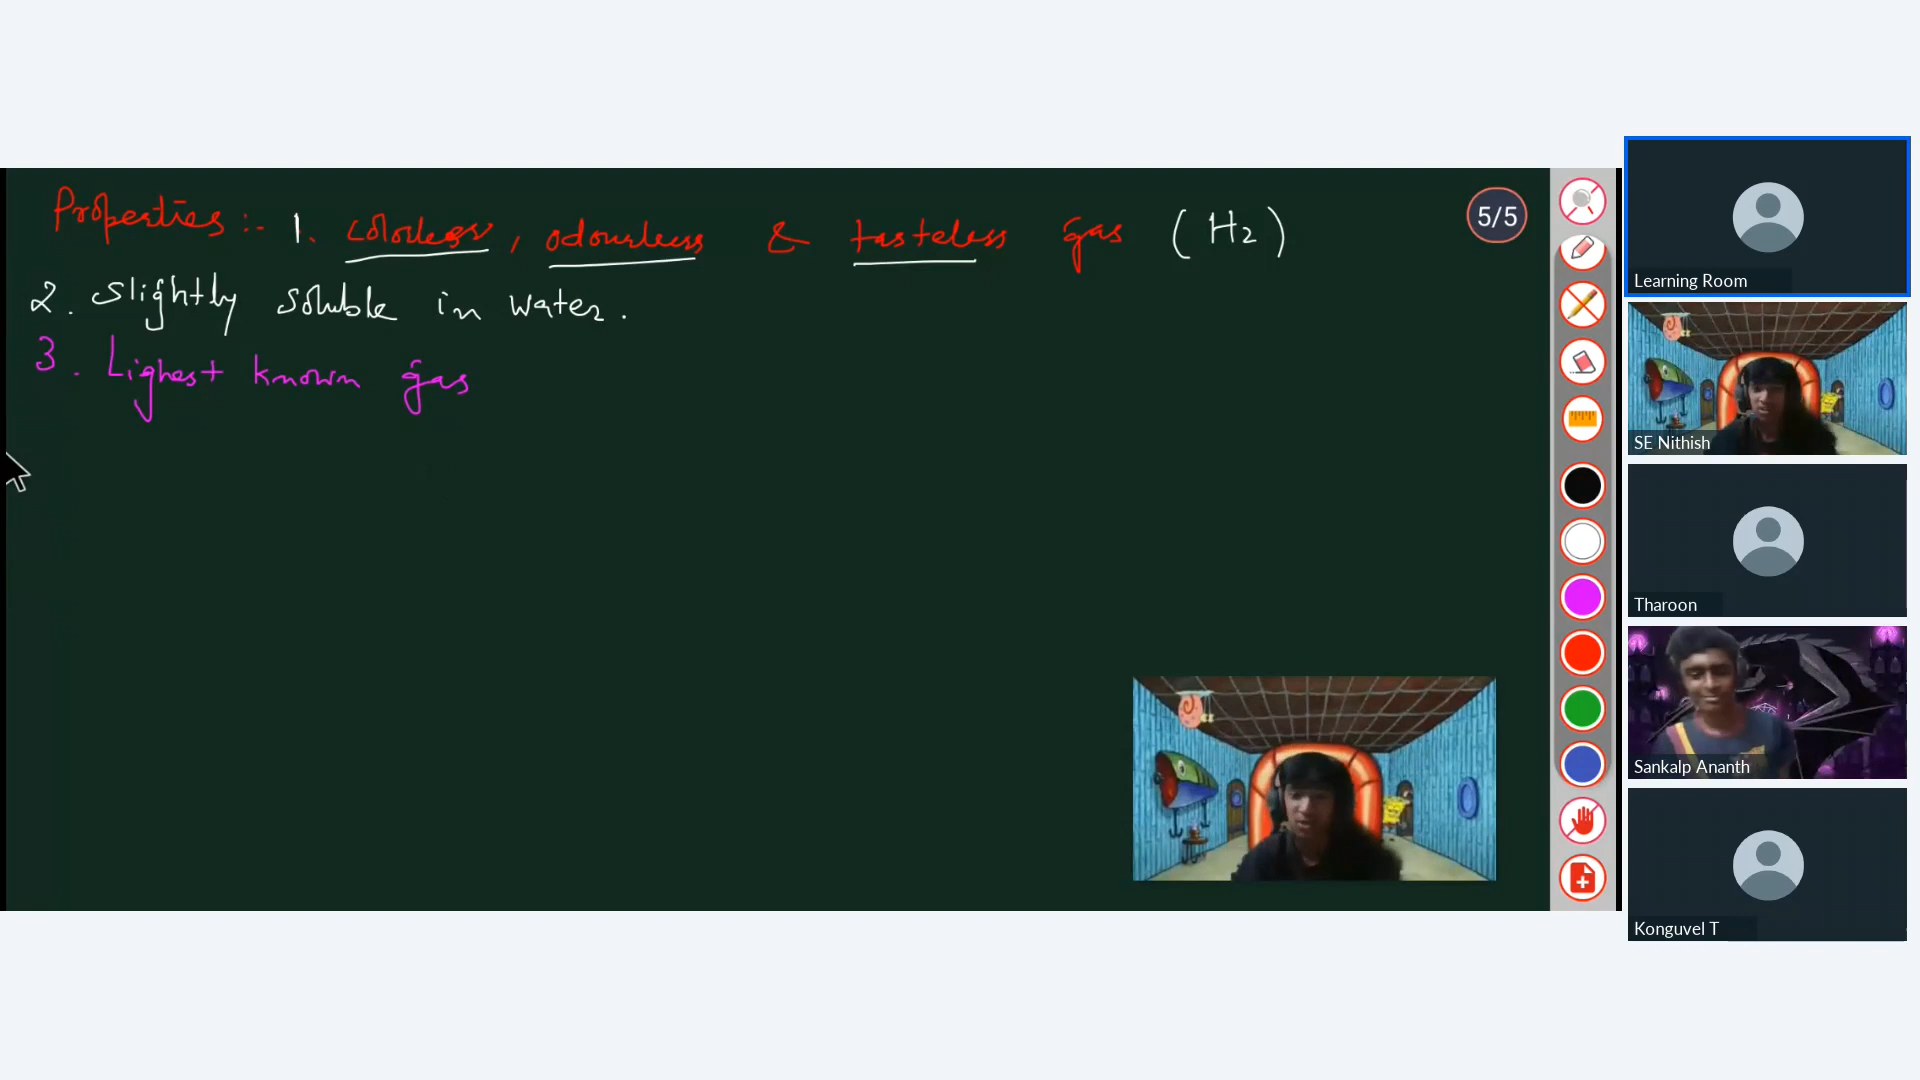 Properties :- 1. colorless, odourless & tasteless gas (H2)
2. Slightly soluble in water.
3. Lighest known gas
5/5
Learning Room
SE Nithish
Tharoon
Sankalp Ananth
Konguvel T